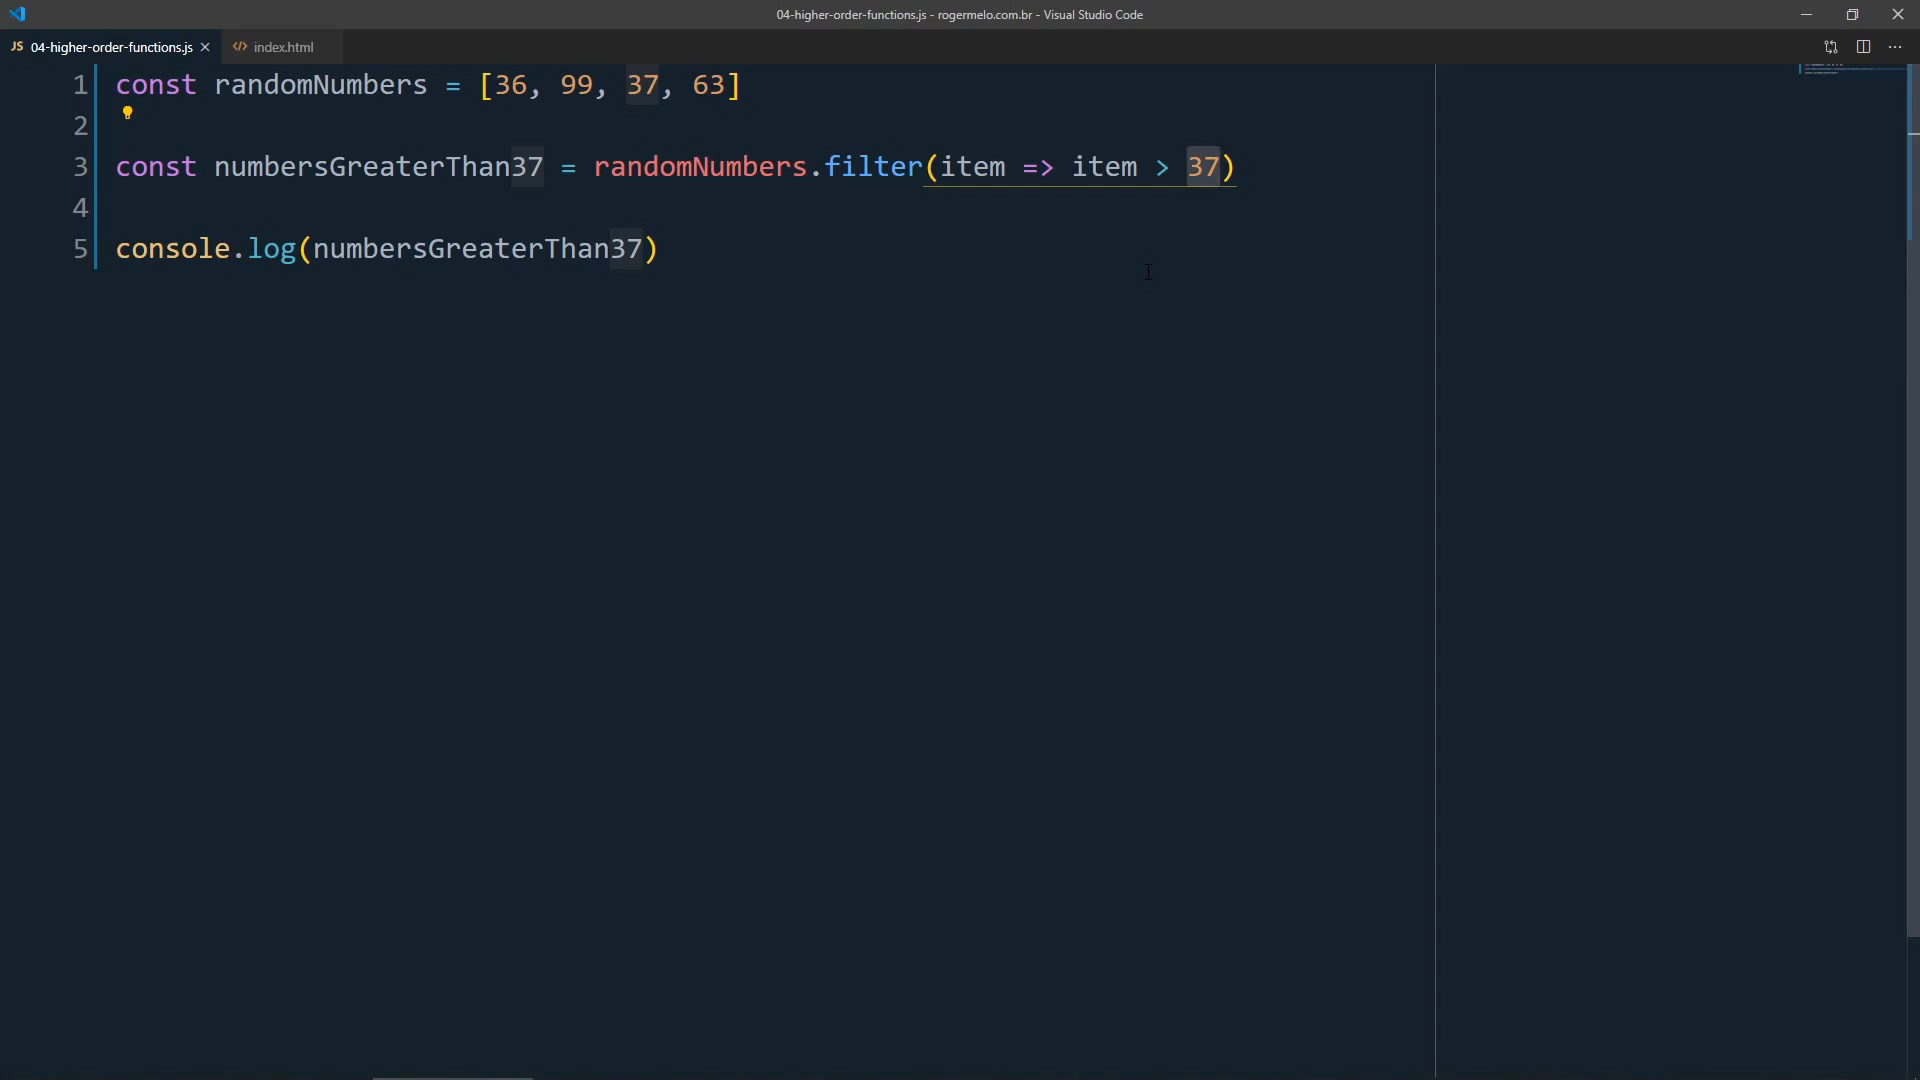 04-higher-order-functions.js - rogermelo.com.br - Visual Studio Code
JS 04-higher-order-functions.js index.html
1 const randomNumbers = [36, 99, 37, 63]
2
3 const numbersGreaterThan37 = randomNumbers.filter(item => item > 37)
4
5 console.log(numbersGreaterThan37)